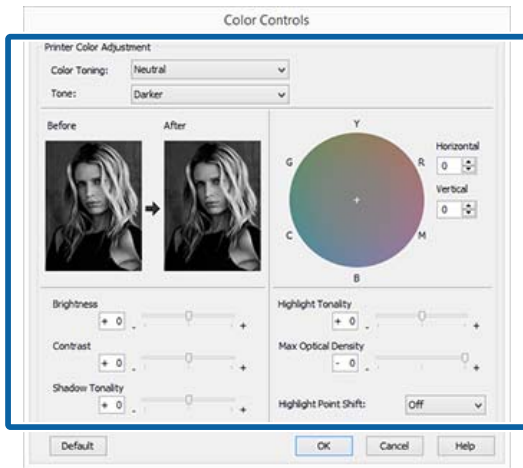 Color Controls
Printer Color Adjustment
Color Toning: Neutral
Tone: Darker
Before After
Y
G R
C M
B
Horizontal
0
Vertical
0
Brightness
+ 0 - +
Contrast
+ 0 - +
Shadow Tonality
+ 0 - +
Highlight Tonality
+ 0 - +
Max Optical Density
- 0 - +
Highlight Point Shift: Off
Default OK Cancel Help